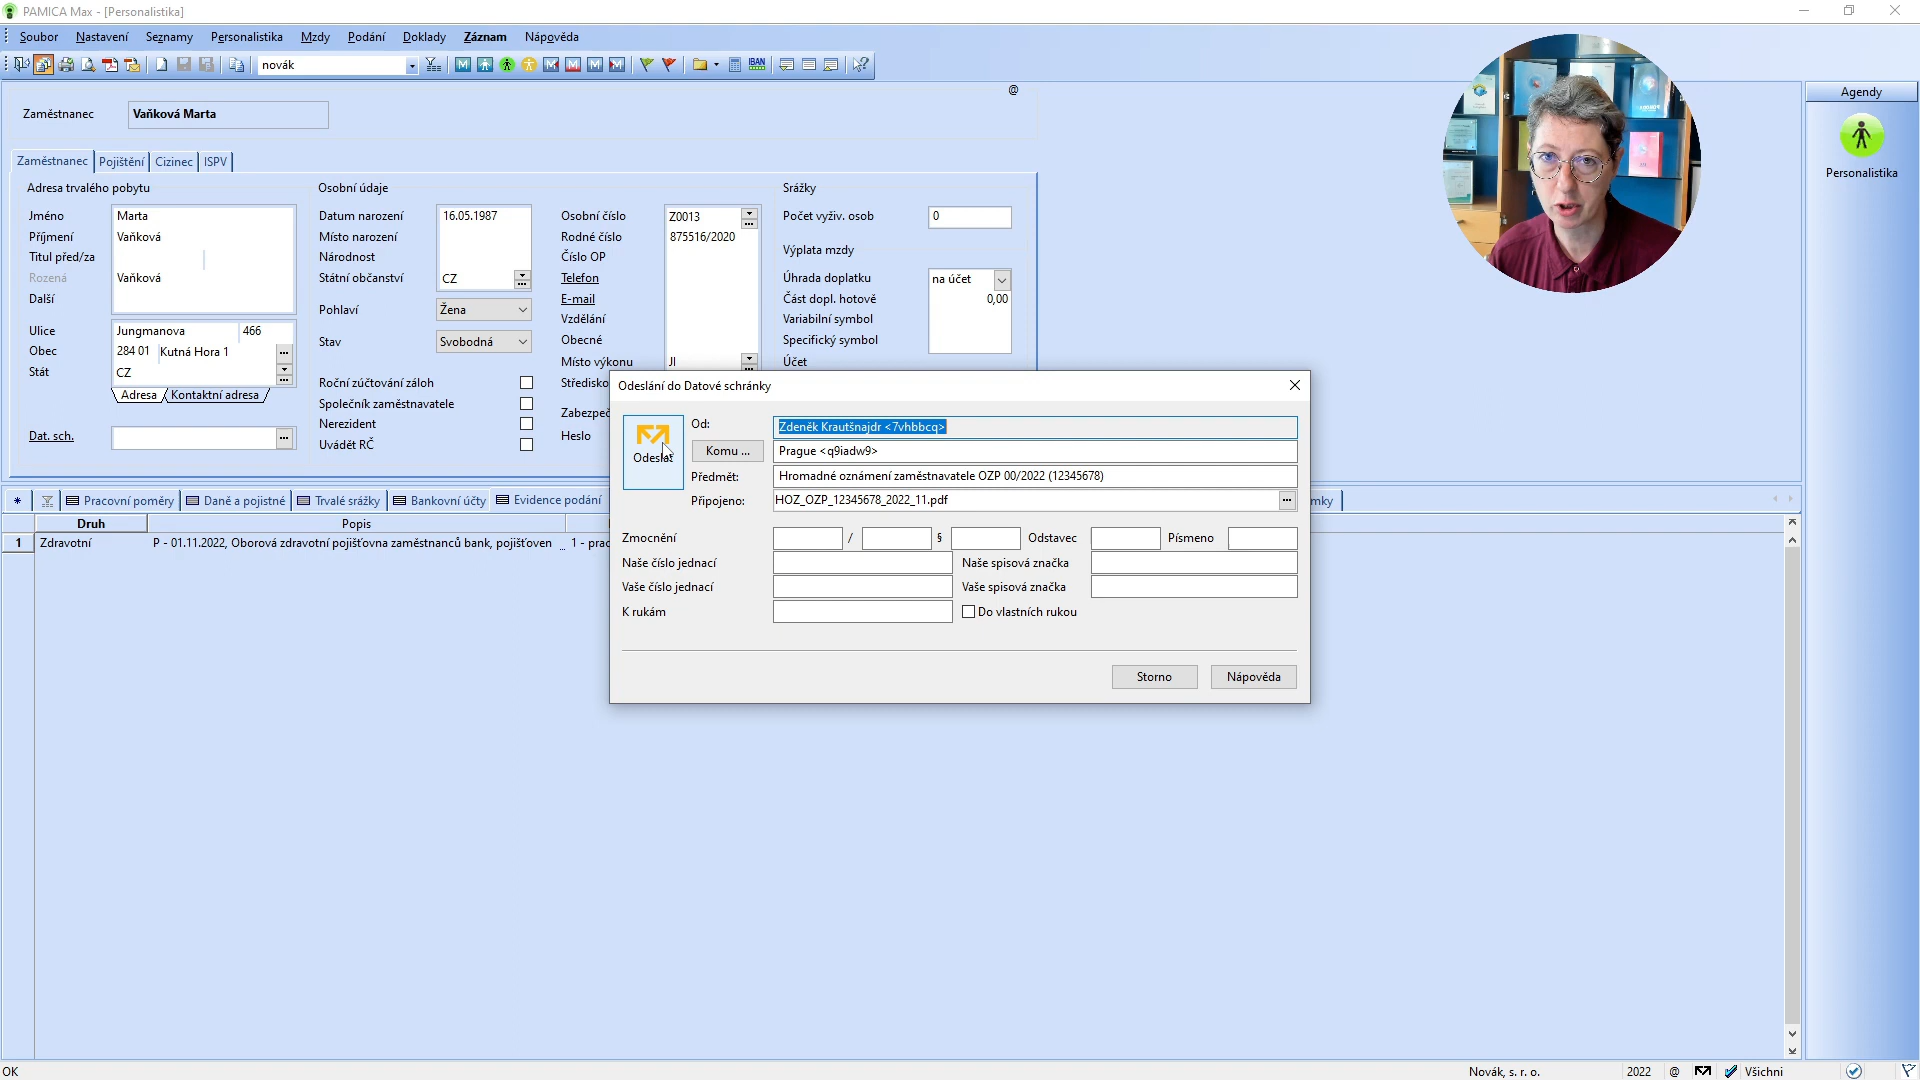 PAMICA Max - [Personalistika]
Soubor Nastavení Seznamy Personalistika Mzdy Podání Doklady Záznam Nápověda
novák
IBAN
@
Agendy
Personalistika
Zaměstnanec Vaňková Marta
Zaměstnanec Pojištění Cizinec ISPV
Adresa trvalého pobytu Osobní údaje Srážky
Jméno Marta Datum narození 16.05.1987 Osobní číslo Z0013 Počet vyživ. osob 0
Příjmení Vaňková Místo narození Rodné číslo 875516/2020
Titul před/za Národnost Číslo OP Výplata mzdy
Rozená Vaňková Státní občanství CZ Telefon Úhrada doplatku na účet
Další E-mail Část dopl. hotově 0,00
Pohlaví Žena Vzdělání Variabilní symbol
Ulice Jungmanova 466 Stav Svobodná Obecné Specifický symbol
Obec 284 01 Kutná Hora 1 Místo výkonu JI Účet
Stát CZ
Adresa Kontaktní adresa
Roční zúčtování záloh Středisko
Společník zaměstnavatele
Nerezident
Uvádět RČ Heslo
Dat. sch.
Pracovní poměry Daně a pojistné Trvalé srážky Bankovní účty Evidence podání
Druh Popis
1 Zdravotní P - 01.11.2022, Oborová zdravotní pojišťovna zaměstnanců bank, pojišťoven ...
Odeslání do Datové schránky
Odeslat
Od: Zdeněk Krautšnajdr <7vhbbcq>
Komu ... Prague <q9iadw9>
Předmět: Hromadné oznámení zaměstnavatele OZP 00/2022 (12345678)
Připojeno: HOZ_OZP_12345678_2022_11.pdf ...
Zmocnění / § Odstavec Písmeno
Naše číslo jednací Naše spisová značka
Vaše číslo jednací Vaše spisová značka
K rukám Do vlastních rukou
Storno Nápověda
OK Novák, s. r. o. 2022 @ Všichni